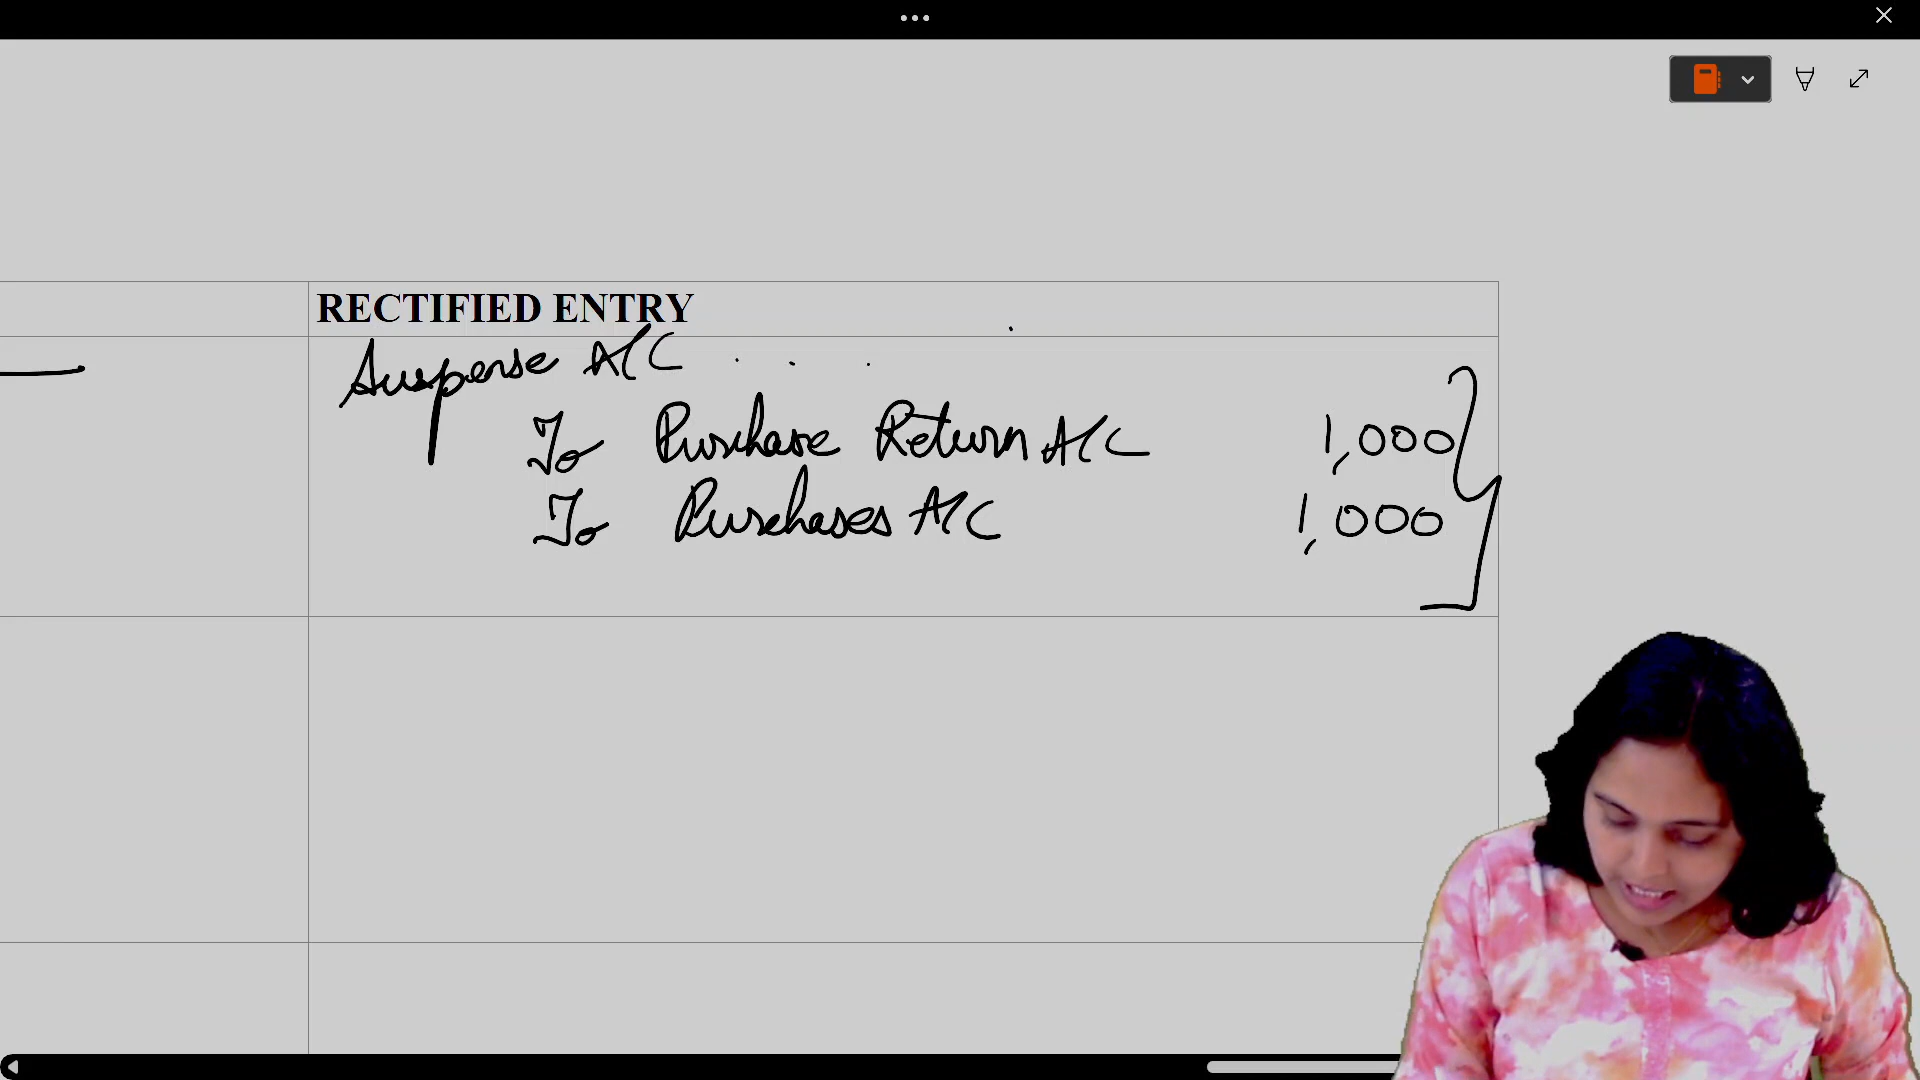 RECTIFIED ENTRY
Suspense A/C
To Purchase Return A/C 1,000
To Purchases A/C 1,000